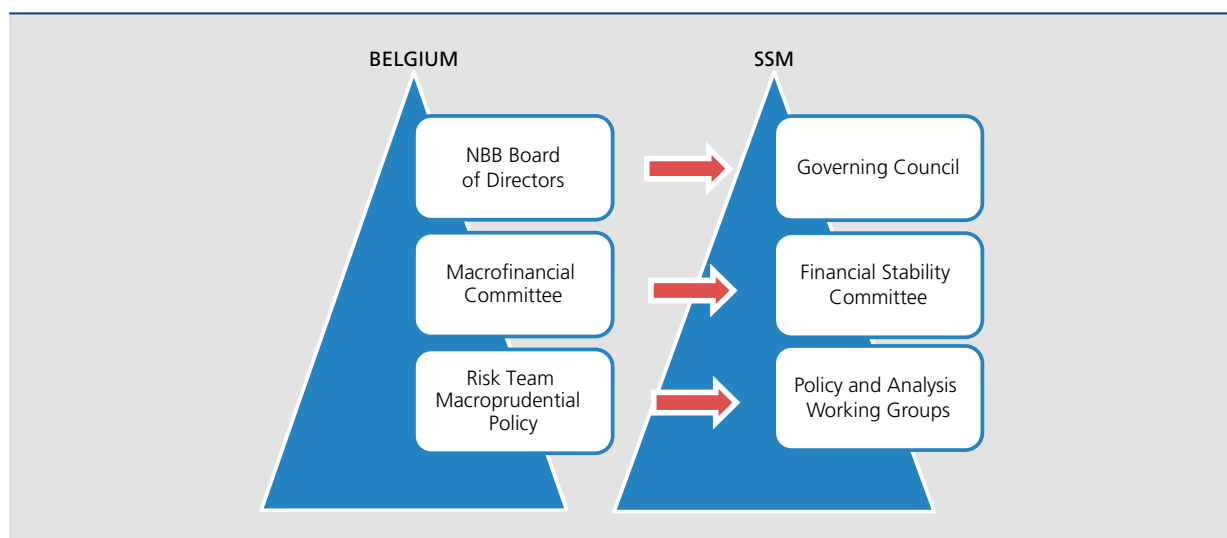 BELGIUM
SSM
NBB Board
of Directors
Governing Council
Macrofinancial
Committee
Financial Stability
Committee
Risk Team
Macroprudential
Policy
Policy and Analysis
Working Groups